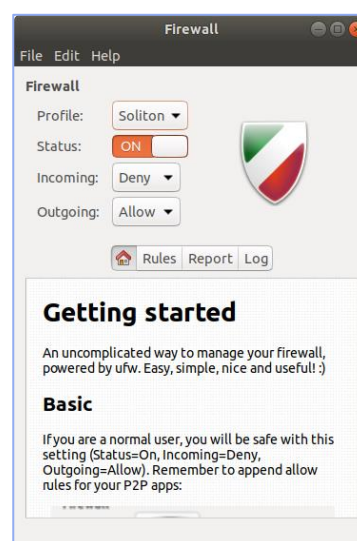 Firewall
File Edit Help
Firewall
Profile: Soliton
Status: ON
Incoming: Deny
Outgoing: Allow
Rules Report Log
Getting started
An uncomplicated way to manage your firewall,
powered by ufw. Easy, simple, nice and useful! :)
Basic
If you are a normal user, you will be safe with this
setting (Status=On, Incoming=Deny,
Outgoing=Allow). Remember to append allow
rules for your P2P apps: